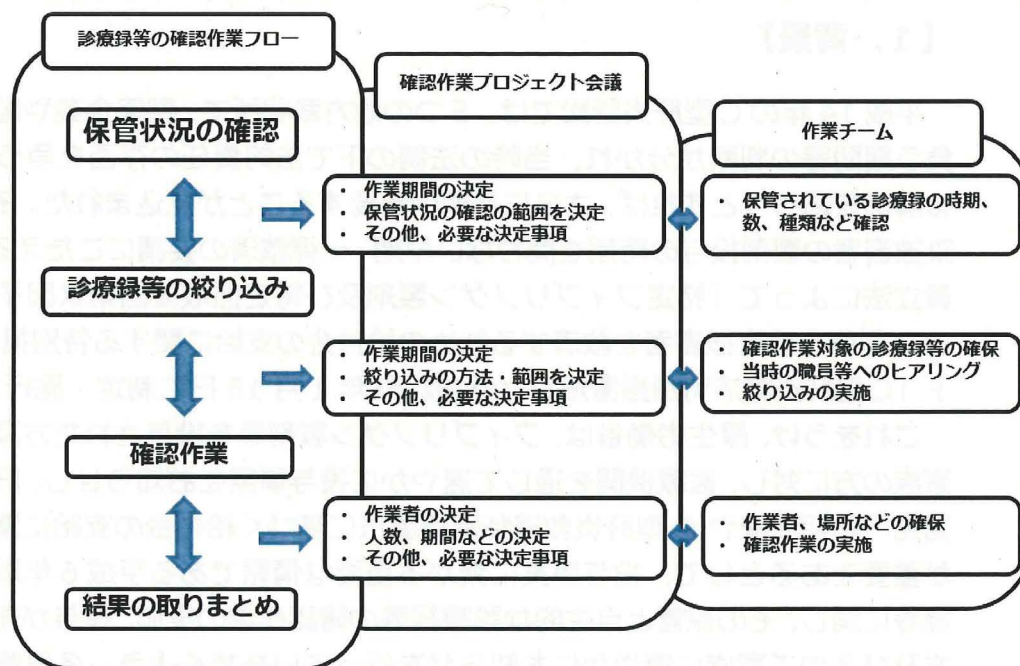 診療録等の確認作業フロー
保管状況の確認
診療録等の絞り込み
確認作業
結果の取りまとめ
確認作業プロジェクト会議
・ 作業期間の決定
・ 保管状況の確認の範囲を決定
・ その他、必要な決定事項
・ 作業期間の決定
・ 絞り込みの方法・範囲を決定
・ その他、必要な決定事項
・ 作業者の決定
・ 人数、期間などの決定
・ その他、必要な決定事項
作業チーム
・ 保管されている診療録の時期、
数、種類など確認
・ 確認作業対象の診療録等の確保
・ 当時の職員等へのヒアリング
・ 絞り込みの実施
・ 作業者、場所などの確保
・ 確認作業の実施